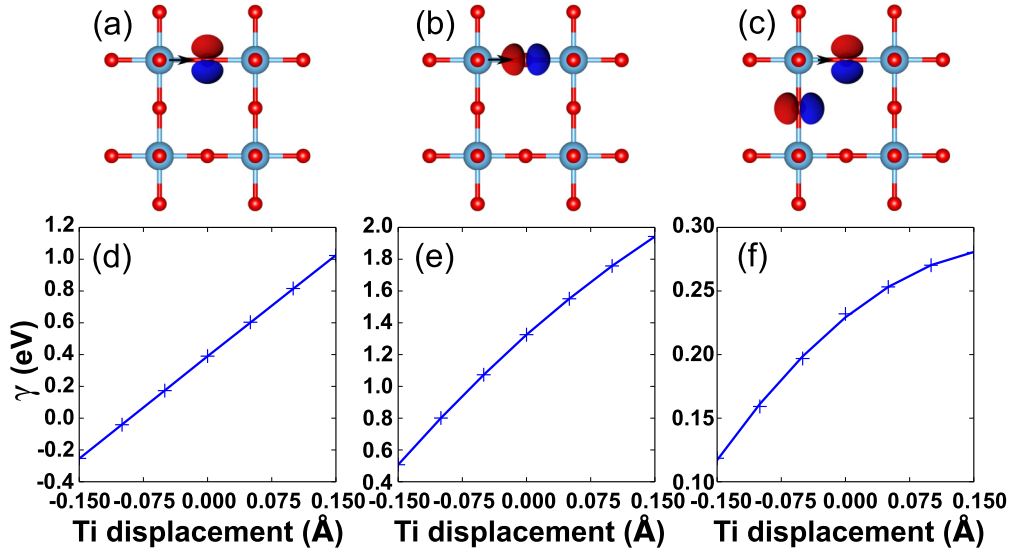 (a) (b) (c)
(d) (e) (f)
1.2 2.0 0.30
1.0 1.8
0.8 1.6 0.25
0.6 1.4
0.4 1.2 0.20
0.2 1.0
0.0 0.8 0.15
-0.2 0.6
-0.4 0.4 0.10
γ (eV)
-0.150 -0.075 0.000 0.075 0.150 -0.150 -0.075 0.000 0.075 0.150 -0.150 -0.075 0.000 0.075 0.150
Ti displacement (Å) Ti displacement (Å) Ti displacement (Å)